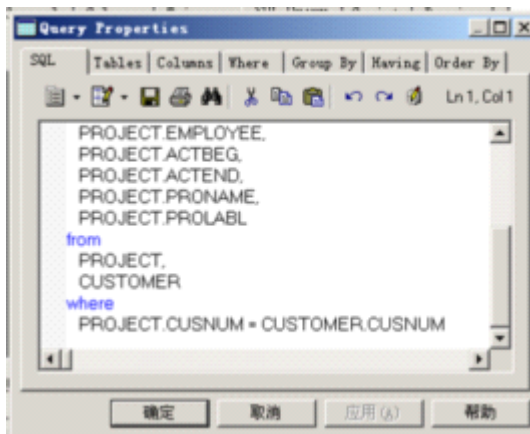 Query Properties
SQL Tables Columns Where Group By Having Order By
Ln 1, Col 1
PROJECT.EMPLOYEE,
PROJECT.ACTBEG,
PROJECT.ACTEND,
PROJECT.PRONAME,
PROJECT.PROLABL
from
PROJECT,
CUSTOMER
where
PROJECT.CUSNUM = CUSTOMER.CUSNUM
确定 取消 应用(A) 帮助